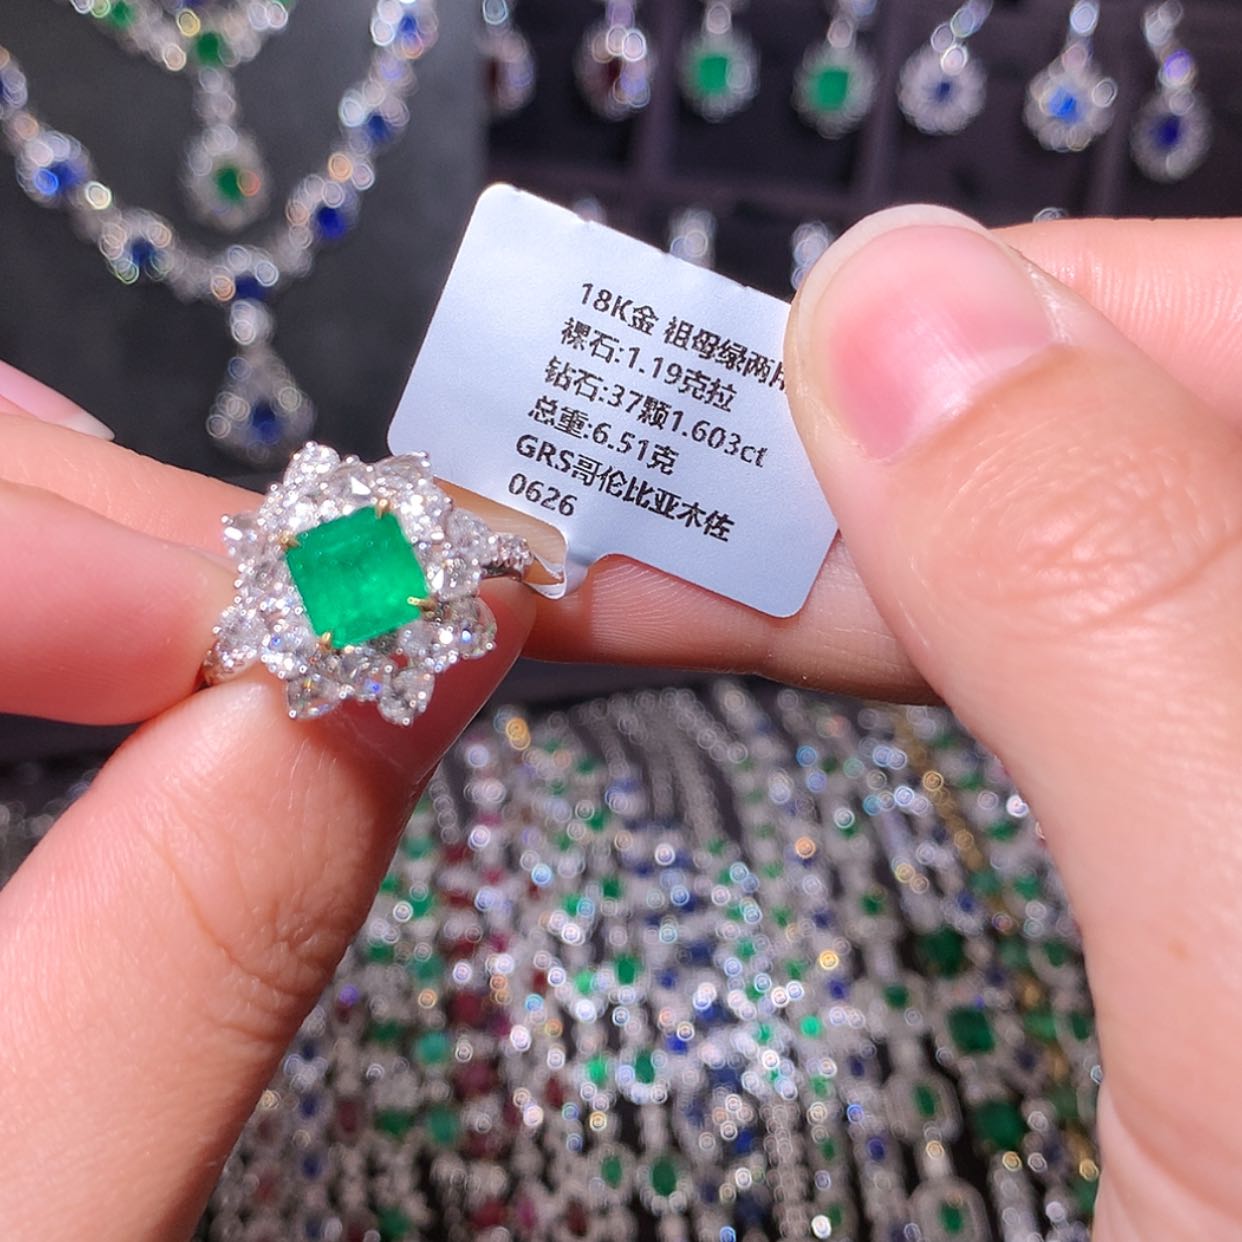 18K金 祖母绿两
裸石:1.19克拉
钻石:37颗1.603ct
总重:6.51克
GRS哥伦比亚木佐
0626